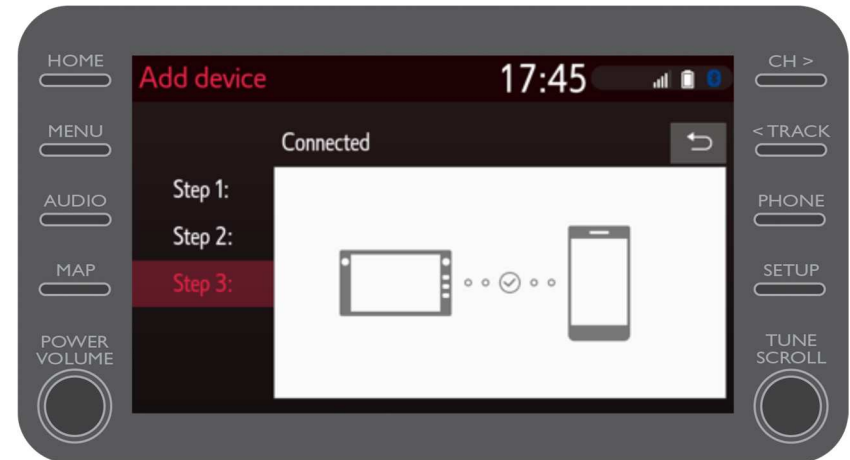 HOME
MENU
AUDIO
MAP
POWER
VOLUME
Add device
17:45
Connected
Step 1:
Step 2:
Step 3:
CH >
< TRACK
PHONE
SETUP
TUNE
SCROLL